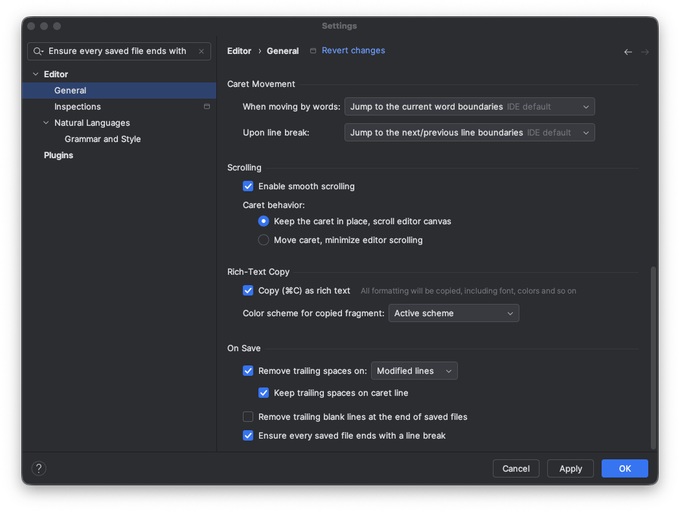 Settings
Ensure every saved file ends with
Editor
General
Inspections
Natural Languages
Grammar and Style
Plugins
Editor › General Revert changes
Caret Movement
When moving by words: Jump to the current word boundaries IDE default
Upon line break: Jump to the next/previous line boundaries IDE default
Scrolling
Enable smooth scrolling
Caret behavior:
Keep the caret in place, scroll editor canvas
Move caret, minimize editor scrolling
Rich-Text Copy
Copy (⌘C) as rich text All formatting will be copied, including font, colors and so on
Color scheme for copied fragment: Active scheme
On Save
Remove trailing spaces on: Modified lines
Keep trailing spaces on caret line
Remove trailing blank lines at the end of saved files
Ensure every saved file ends with a line break
? Cancel Apply OK